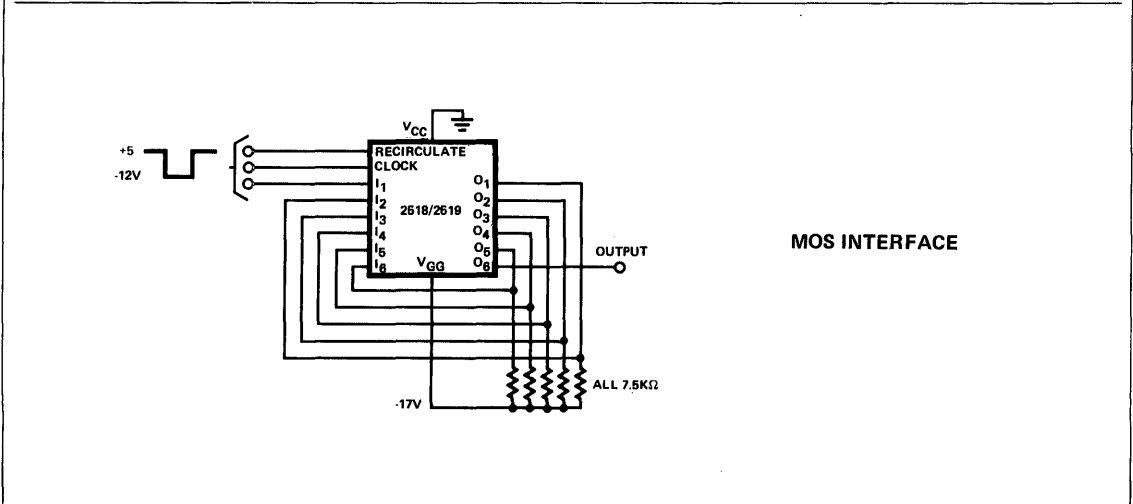 VCC
+5
-12V
RECIRCULATE
CLOCK
I1
I2
I3
I4
I5
I6
2518/2519
VGG
O1
O2
O3
O4
O5
O6
OUTPUT
MOS INTERFACE
ALL 7.5KΩ
-17V